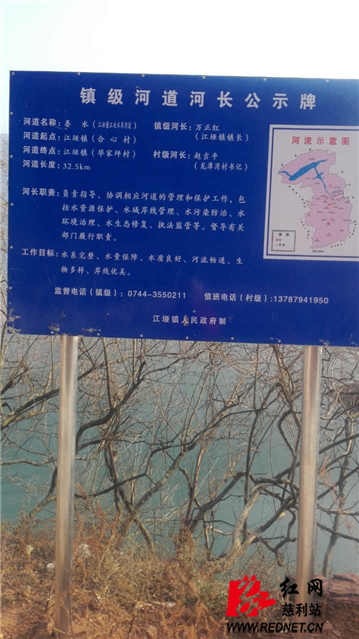 镇级河道河长公示牌
河道名称：娄 水
河道起点：江垭镇（合心村）
河道终点：江垭镇（毕家坪村）
河道长度：32.5km
镇级河长：万正红
（江垭镇镇长）
村级河长：赵吉平
（龙潭湾村书记）
河流示意图
河长职责：负责指导、协调相应河道的管理和保护工作，包
括水资源保护、水域岸线管理、水污染防治、水
环境治理、水生态修复、执法监管等。督导有关
部门履行职责。
工作目标：水系完整、水量保障、水质良好、河流畅通、生
物多样、岸线优美。
监督电话（镇级）：0744-3550211 值班电话（村级）:13787941950
江垭镇人民政府制
红网
慈利站
WWW.REDNET.CN